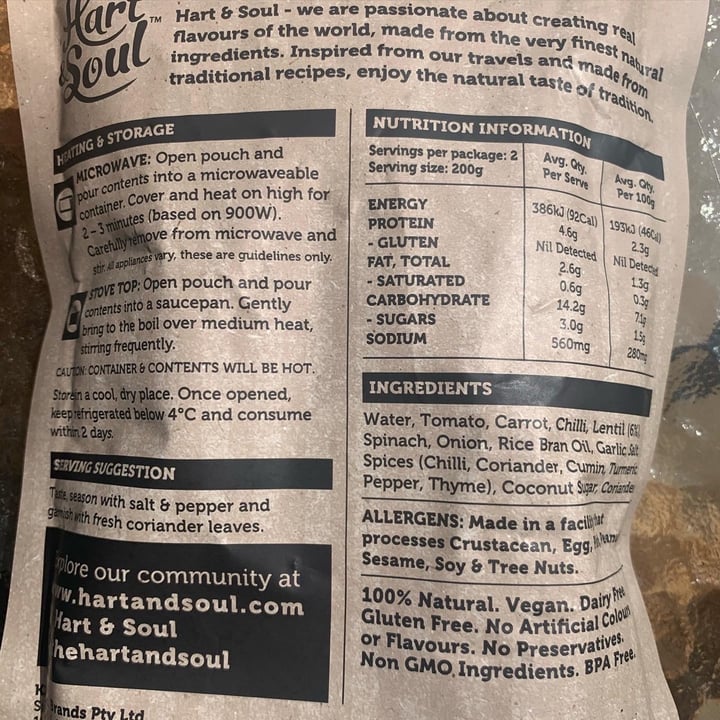 Hart
& Soul™
Hart & Soul - we are passionate about creating real
flavours of the world, made from the very finest natural
ingredients. Inspired from our travels and made from
traditional recipes, enjoy the natural taste of tradition.
HEATING & STORAGE
MICROWAVE: Open pouch and
pour contents into a microwaveable
container. Cover and heat on high for
2 – 3 minutes (based on 900W).
Carefully remove from microwave and
stir. All appliances vary, these are guidelines only.
STOVE TOP: Open pouch and pour
contents into a saucepan. Gently
bring to the boil over medium heat,
stirring frequently.
CAUTION: CONTAINER & CONTENTS WILL BE HOT.
Store in a cool, dry place. Once opened,
keep refrigerated below 4°C and consume
within 2 days.
SERVING SUGGESTION
Taste, season with salt & pepper and
garnish with fresh coriander leaves.
plore our community at
ww.hartandsoul.com
Hart & Soul
hehartandsoul
rands Pty Ltd
NUTRITION INFORMATION
Servings per package: 2
Serving size: 200g
Avg. Qty.
Per Serve
Avg. Qty.
Per 100g
ENERGY 386kJ (92Cal) 193kJ (46Cal)
PROTEIN 4.6g 2.3g
- GLUTEN Nil Detected Nil Detected
FAT, TOTAL 2.6g 1.3g
- SATURATED 0.6g 0.3g
CARBOHYDRATE 14.2g 7.1g
- SUGARS 3.0g 1.5g
SODIUM 560mg 280mg
INGREDIENTS
Water, Tomato, Carrot, Chilli, Lentil (6%)
Spinach, Onion, Rice Bran Oil, Garlic, Salt
Spices (Chilli, Coriander, Cumin, Turmeric
Pepper, Thyme), Coconut Sugar, Coriander
ALLERGENS: Made in a facility that
processes Crustacean, Egg, Peanu
Sesame, Soy & Tree Nuts.
100% Natural. Vegan. Dairy Free
Gluten Free. No Artificial Colours
or Flavours. No Preservatives.
Non GMO Ingredients. BPA Free.